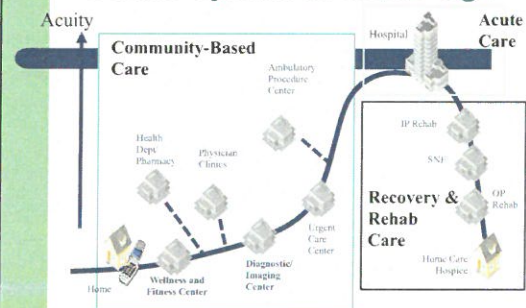 Acuity
Community-Based
Care
Hospital
Acute
Care
Ambulatory
Procedure
Center
Health
Dept.
Pharmacy
Physician
Clinics
IP Rehab
SNF
Recovery &
Rehab
Care
OP
Rehab
Urgent
Care
Center
Home Care
Hospice
Home
Wellness and
Fitness Center
Diagnostic/
Imaging
Center